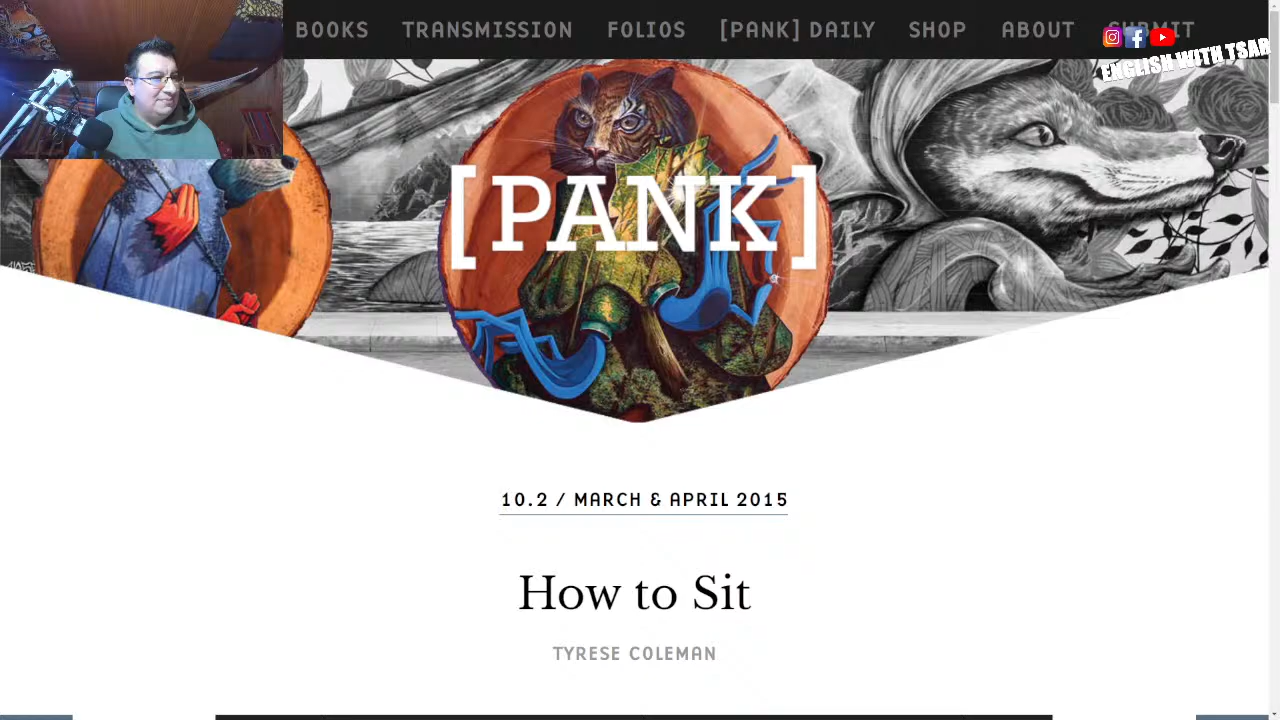 BOOKS TRANSMISSION FOLIOS [PANK] DAILY SHOP ABOUT SUBMIT
ENGLISH WITH TSAR
[PANK]
10.2 / MARCH & APRIL 2015
How to Sit
TYRESE COLEMAN